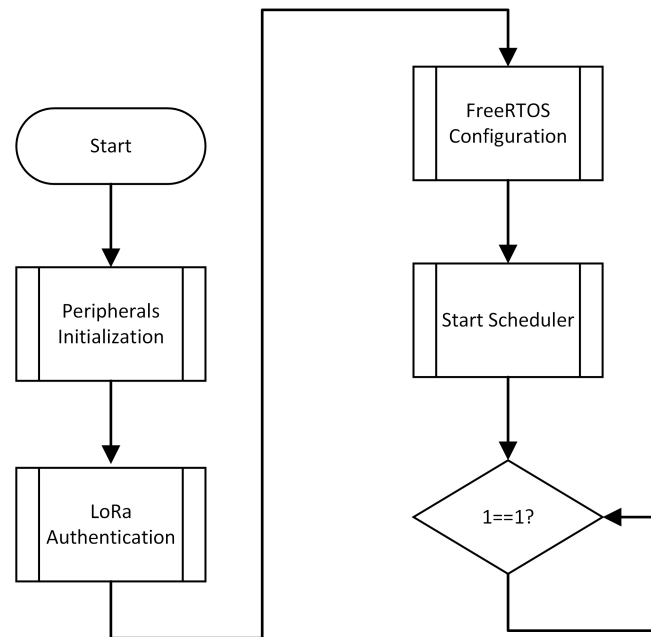 Start
Peripherals
Initialization
LoRa
Authentication
FreeRTOS
Configuration
Start Scheduler
1==1?